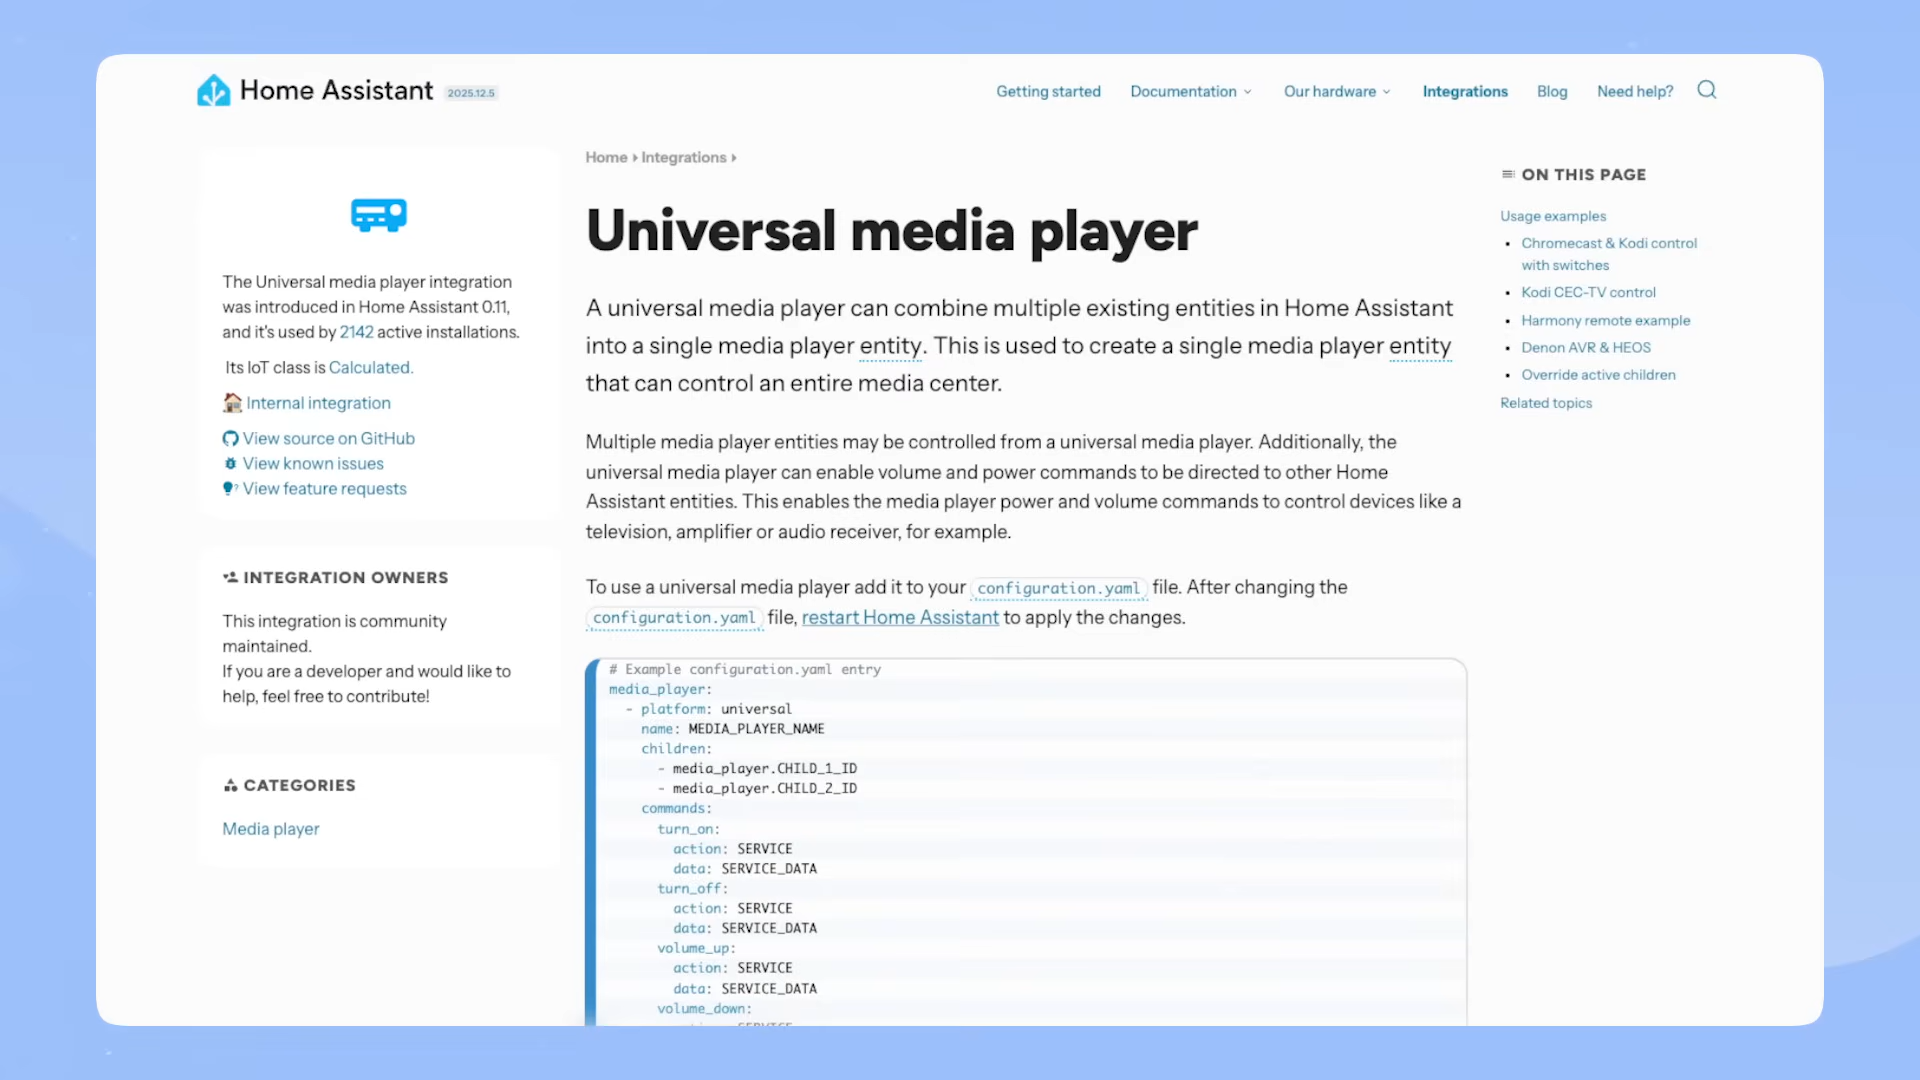 Home Assistant 2025.12.5
Getting started Documentation Our hardware Integrations Blog Need help?
The Universal media player integration
was introduced in Home Assistant 0.11,
and it's used by 2142 active installations.
Its IoT class is Calculated.
Internal integration
View source on GitHub
View known issues
View feature requests
INTEGRATION OWNERS
This integration is community
maintained.
If you are a developer and would like to
help, feel free to contribute!
CATEGORIES
Media player
Home Integrations
Universal media player
A universal media player can combine multiple existing entities in Home Assistant
into a single media player entity. This is used to create a single media player entity
that can control an entire media center.
Multiple media player entities may be controlled from a universal media player. Additionally, the
universal media player can enable volume and power commands to be directed to other Home
Assistant entities. This enables the media player power and volume commands to control devices like a
television, amplifier or audio receiver, for example.
To use a universal media player add it to your configuration.yaml file. After changing the
configuration.yaml file, restart Home Assistant to apply the changes.
# Example configuration.yaml entry
media_player:
- platform: universal
name: MEDIA_PLAYER_NAME
children:
- media_player.CHILD_1_ID
- media_player.CHILD_2_ID
commands:
turn_on:
action: SERVICE
data: SERVICE_DATA
turn_off:
action: SERVICE
data: SERVICE_DATA
volume_up:
action: SERVICE
data: SERVICE_DATA
volume_down:
ON THIS PAGE
Usage examples
• Chromecast & Kodi control
with switches
• Kodi CEC-TV control
• Harmony remote example
• Denon AVR & HEOS
• Override active children
Related topics